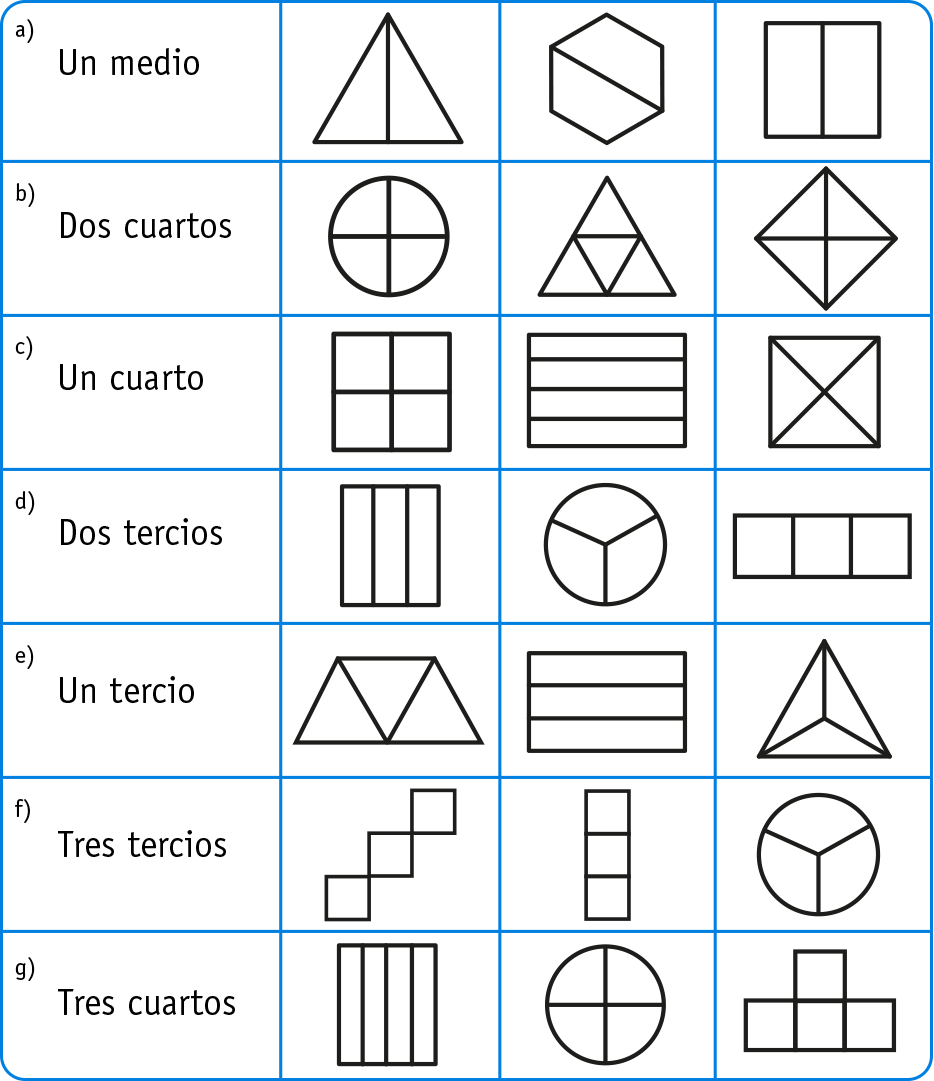 a)
Un medio
b)
Dos cuartos
c)
Un cuarto
d)
Dos tercios
e)
Un tercio
f)
Tres tercios
g)
Tres cuartos